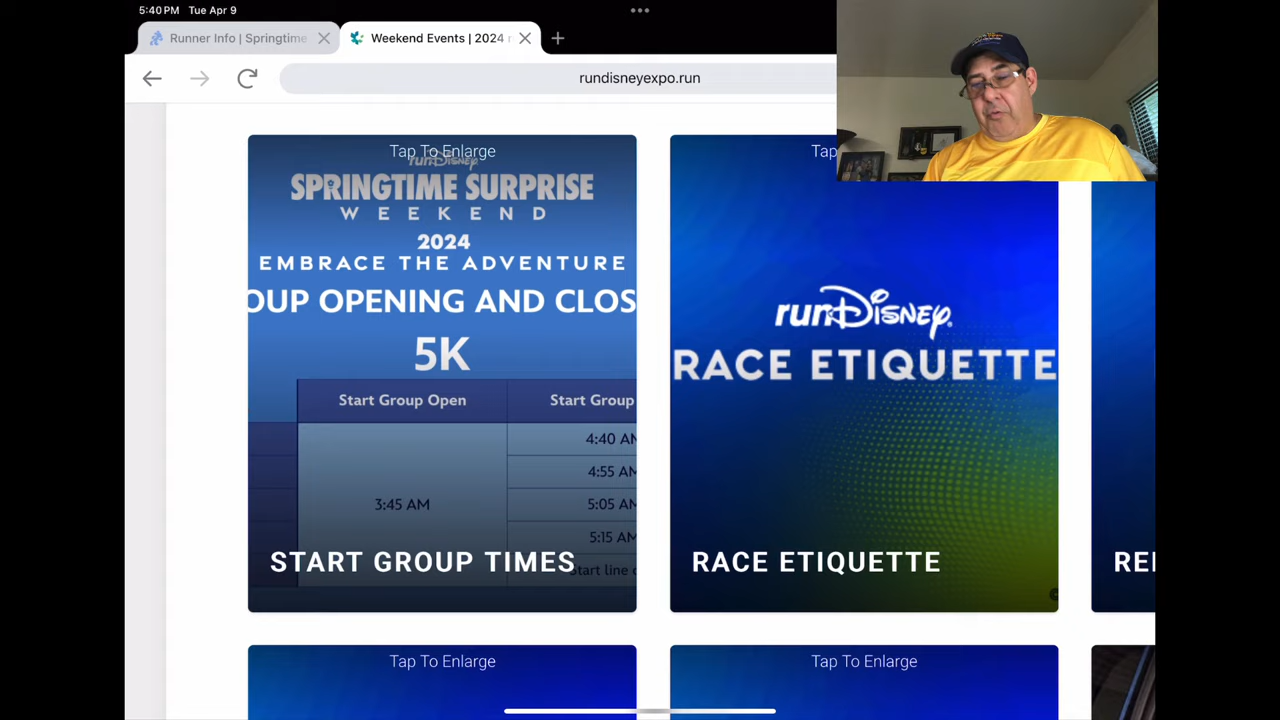 5:40 PM Tue Apr 9
Runner Info | Springtime
Weekend Events | 2024 r
rundisneyexpo.run
Tap To Enlarge
runDisney
SPRINGTIME SURPRISE
WEEKEND
2024
EMBRACE THE ADVENTURE
OUP OPENING AND CLOS
5K
Start Group Open
Start Group
3:45 AM
4:40 AM
4:55 AM
5:05 AM
5:15 AM
Start line
START GROUP TIMES
Tap
runDisney
RACE ETIQUETTE
RACE ETIQUETTE
Tap To Enlarge
Tap To Enlarge